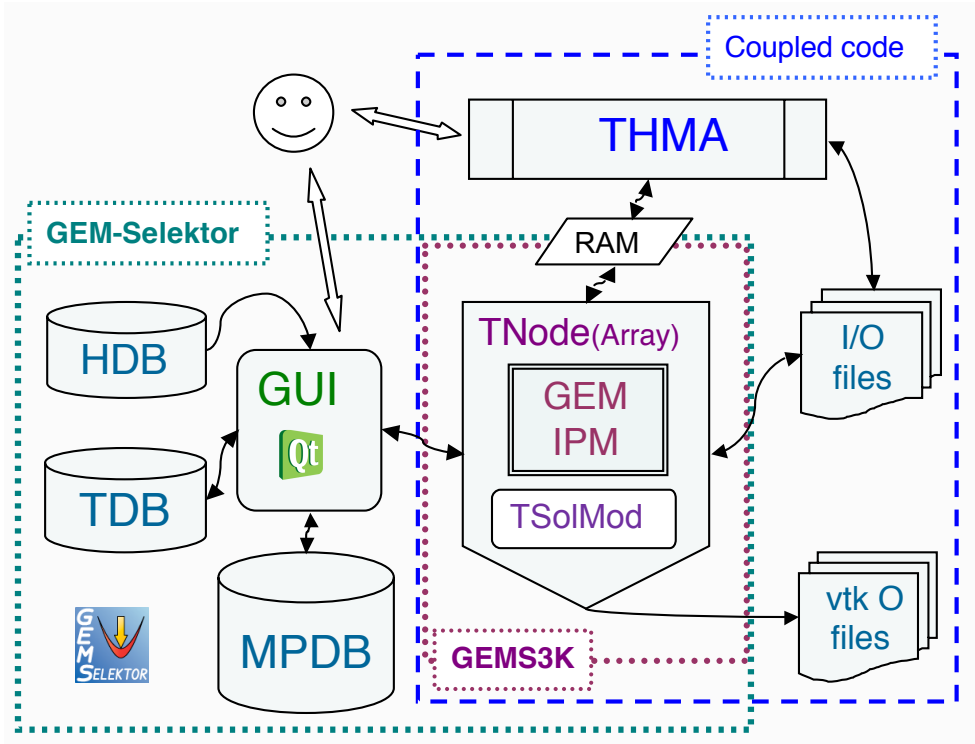 Coupled code
THMA
GEM-Selektor
RAM
HDB
TNode(Array)
I/O
files
GUI
Qt
GEM
IPM
TDB
TSolMod
MPDB
vtk O
files
GEMS3K
GEMS
SELEKTOR